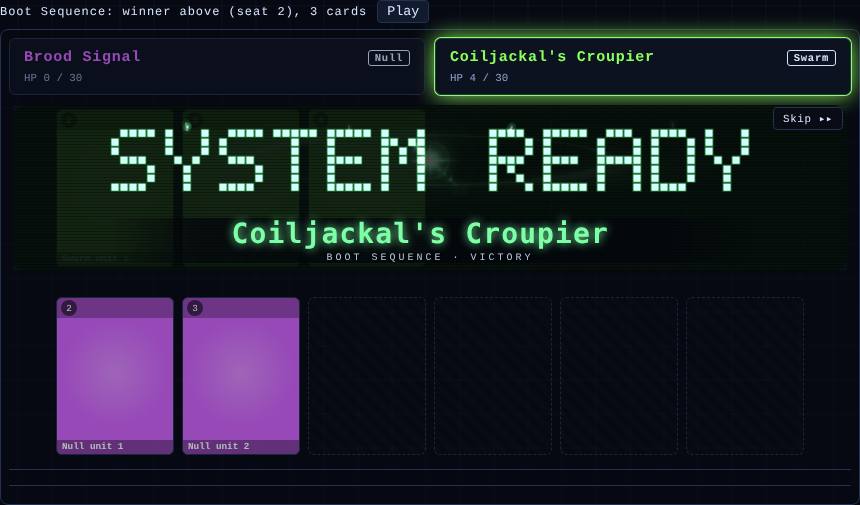 Boot Sequence: winner above (seat 2), 3 cards Play
Brood Signal Null
HP 0 / 30
Coiljackal's Croupier Swarm
HP 4 / 30
Skip ▸▸
SYSTEM READY
Coiljackal's Croupier
BOOT SEQUENCE · VICTORY
2
3
Null unit 1
Null unit 2